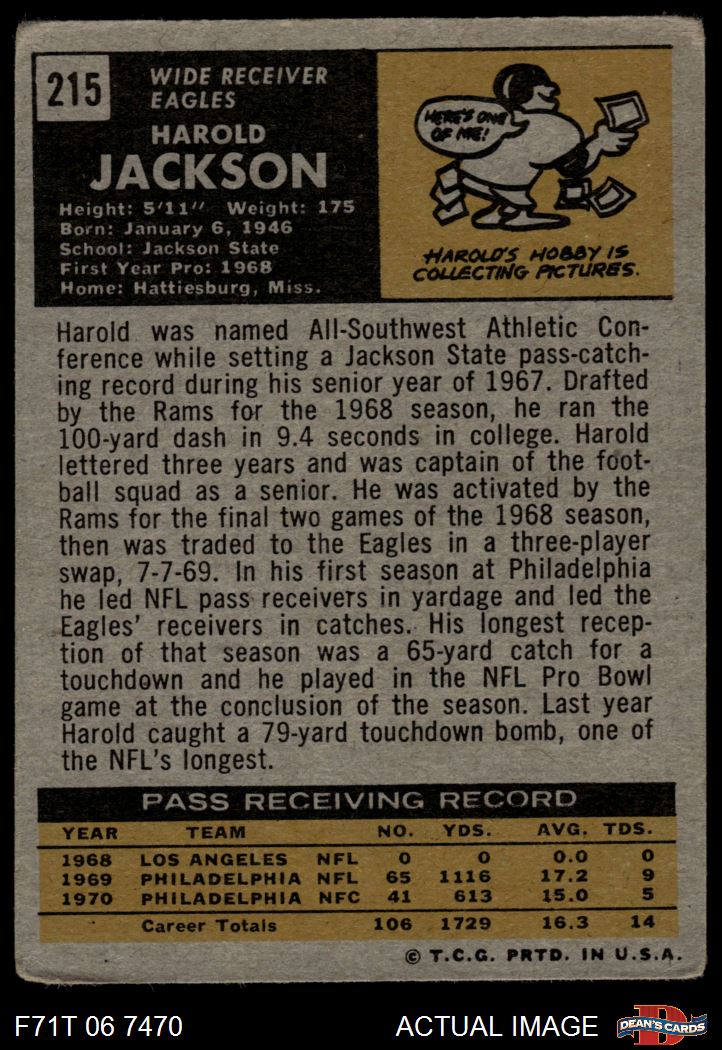 215
WIDE RECEIVER
EAGLES
HAROLD
JACKSON
Height: 5'11" Weight: 175
Born: January 6, 1946
School: Jackson State
First Year Pro: 1968
Home: Hattiesburg, Miss.
HERE'S ONE
OF ME!
HAROLD'S HOBBY IS
COLLECTING PICTURES.
Harold was named All-Southwest Athletic Con-
ference while setting a Jackson State pass-catch-
ing record during his senior year of 1967. Drafted
by the Rams for the 1968 season, he ran the
100-yard dash in 9.4 seconds in college. Harold
lettered three years and was captain of the foot-
ball squad as a senior. He was activated by the
Rams for the final two games of the 1968 season,
then was traded to the Eagles in a three-player
swap, 7-7-69. In his first season at Philadelphia
he led NFL pass receivers in yardage and led the
Eagles' receivers in catches. His longest recep-
tion of that season was a 65-yard catch for a
touchdown and he played in the NFL Pro Bowl
game at the conclusion of the season. Last year
Harold caught a 79-yard touchdown bomb, one of
the NFL's longest.
PASS RECEIVING RECORD
YEAR TEAM NO. YDS. AVG. TDS.
1968 LOS ANGELES NFL 0 0 0.0 0
1969 PHILADELPHIA NFL 65 1116 17.2 9
1970 PHILADELPHIA NFC 41 613 15.0 5
Career Totals 106 1729 16.3 14
© T.C.G. PRTD. IN U.S.A.
F71T 06 7470 ACTUAL IMAGE
D
DEAN'S CARDS